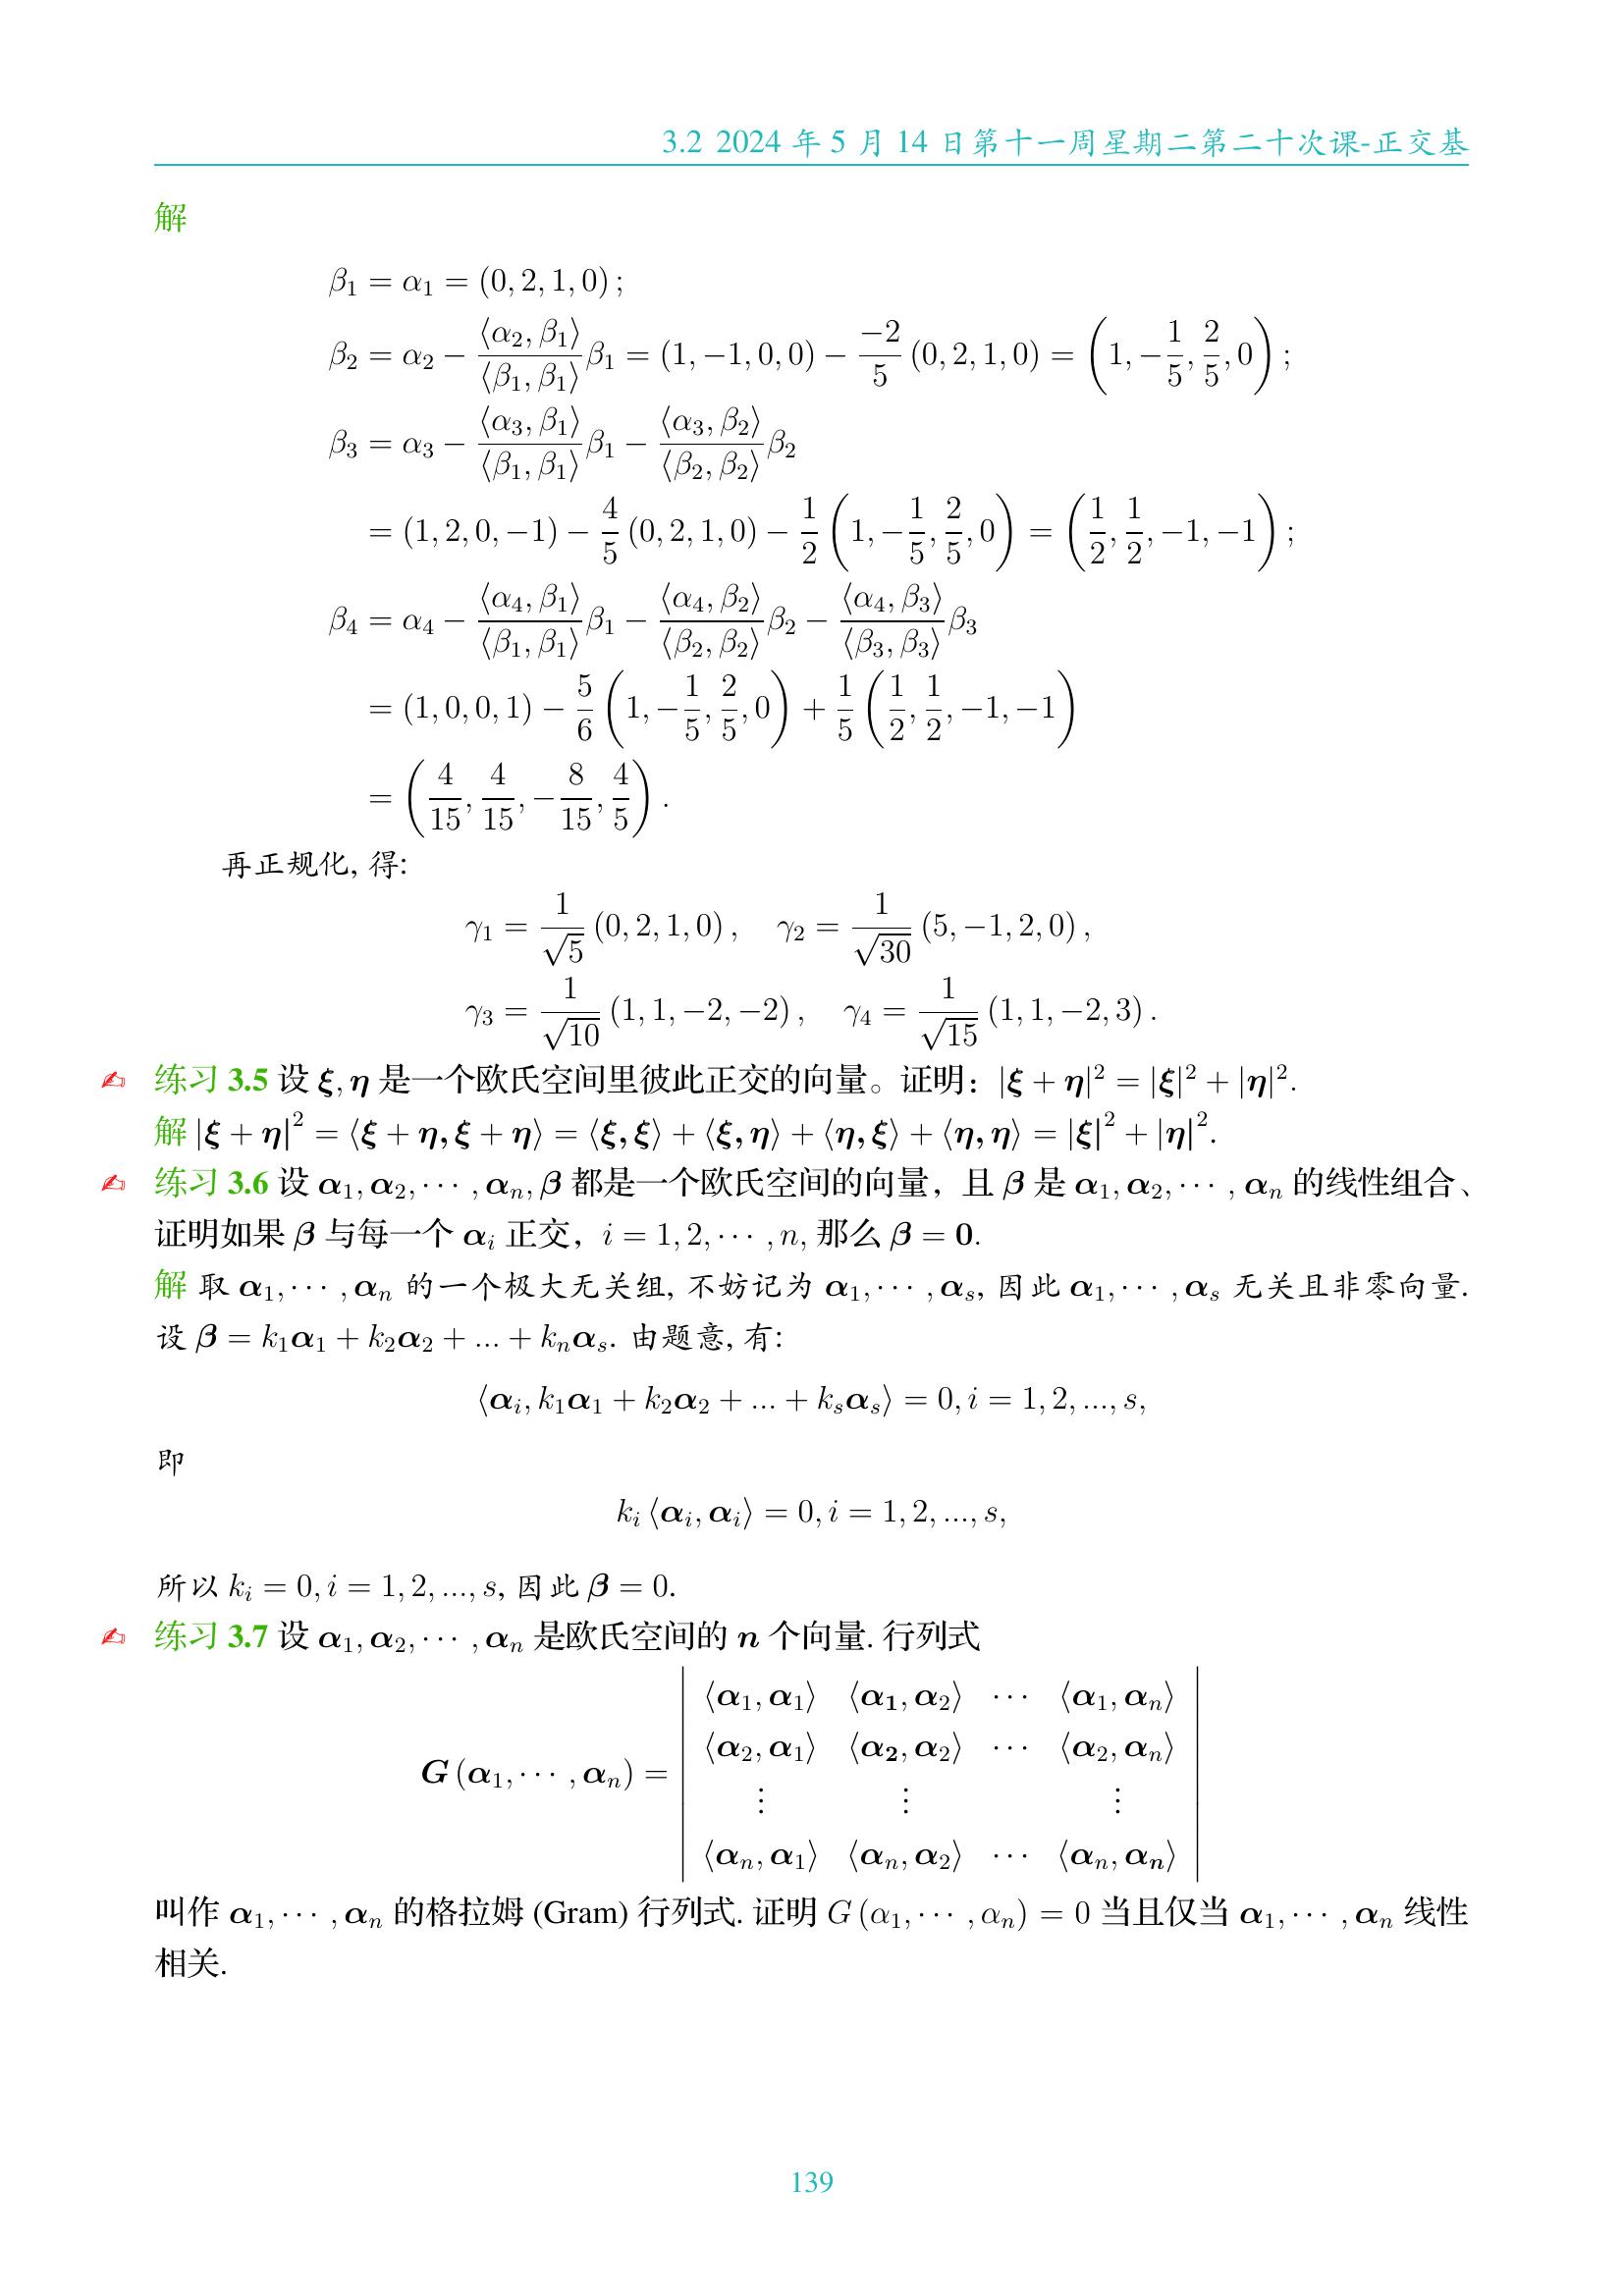 3.2 2024 年 5 月 14 日第十一周星期二第二十次课-正交基
解
$\beta_1 = \alpha_1 = (0, 2, 1, 0);$
$\beta_2 = \alpha_2 - \frac{\langle\alpha_2, \beta_1\rangle}{\langle\beta_1, \beta_1\rangle}\beta_1 = (1, -1, 0, 0) - \frac{-2}{5}(0, 2, 1, 0) = \left(1, -\frac{1}{5}, \frac{2}{5}, 0\right);$
$\beta_3 = \alpha_3 - \frac{\langle\alpha_3, \beta_1\rangle}{\langle\beta_1, \beta_1\rangle}\beta_1 - \frac{\langle\alpha_3, \beta_2\rangle}{\langle\beta_2, \beta_2\rangle}\beta_2$
$= (1, 2, 0, -1) - \frac{4}{5}(0, 2, 1, 0) - \frac{1}{2}\left(1, -\frac{1}{5}, \frac{2}{5}, 0\right) = \left(\frac{1}{2}, \frac{1}{2}, -1, -1\right);$
$\beta_4 = \alpha_4 - \frac{\langle\alpha_4, \beta_1\rangle}{\langle\beta_1, \beta_1\rangle}\beta_1 - \frac{\langle\alpha_4, \beta_2\rangle}{\langle\beta_2, \beta_2\rangle}\beta_2 - \frac{\langle\alpha_4, \beta_3\rangle}{\langle\beta_3, \beta_3\rangle}\beta_3$
$= (1, 0, 0, 1) - \frac{5}{6}\left(1, -\frac{1}{5}, \frac{2}{5}, 0\right) + \frac{1}{5}\left(\frac{1}{2}, \frac{1}{2}, -1, -1\right)$
$= \left(\frac{4}{15}, \frac{4}{15}, -\frac{8}{15}, \frac{4}{5}\right).$
再正规化, 得:
$\gamma_1 = \frac{1}{\sqrt{5}}(0, 2, 1, 0), \quad \gamma_2 = \frac{1}{\sqrt{30}}(5, -1, 2, 0),$
$\gamma_3 = \frac{1}{\sqrt{10}}(1, 1, -2, -2), \quad \gamma_4 = \frac{1}{\sqrt{15}}(1, 1, -2, 3).$
✍ 练习 3.5 设 $\boldsymbol{\xi}, \boldsymbol{\eta}$ 是一个欧氏空间里彼此正交的向量。证明：$|\boldsymbol{\xi} + \boldsymbol{\eta}|^2 = |\boldsymbol{\xi}|^2 + |\boldsymbol{\eta}|^2.$
解 $|\boldsymbol{\xi} + \boldsymbol{\eta}|^2 = \langle\boldsymbol{\xi} + \boldsymbol{\eta}, \boldsymbol{\xi} + \boldsymbol{\eta}\rangle = \langle\boldsymbol{\xi}, \boldsymbol{\xi}\rangle + \langle\boldsymbol{\xi}, \boldsymbol{\eta}\rangle + \langle\boldsymbol{\eta}, \boldsymbol{\xi}\rangle + \langle\boldsymbol{\eta}, \boldsymbol{\eta}\rangle = |\boldsymbol{\xi}|^2 + |\boldsymbol{\eta}|^2.$
✍ 练习 3.6 设 $\boldsymbol{\alpha}_1, \boldsymbol{\alpha}_2, \cdots, \boldsymbol{\alpha}_n, \boldsymbol{\beta}$ 都是一个欧氏空间的向量，且 $\boldsymbol{\beta}$ 是 $\boldsymbol{\alpha}_1, \boldsymbol{\alpha}_2, \cdots, \boldsymbol{\alpha}_n$ 的线性组合、
证明如果 $\boldsymbol{\beta}$ 与每一个 $\boldsymbol{\alpha}_i$ 正交，$i = 1, 2, \cdots, n,$ 那么 $\boldsymbol{\beta} = \mathbf{0}.$
解 取 $\boldsymbol{\alpha}_1, \cdots, \boldsymbol{\alpha}_n$ 的一个极大无关组, 不妨记为 $\boldsymbol{\alpha}_1, \cdots, \boldsymbol{\alpha}_s$, 因此 $\boldsymbol{\alpha}_1, \cdots, \boldsymbol{\alpha}_s$ 无关且非零向量.
设 $\boldsymbol{\beta} = k_1\boldsymbol{\alpha}_1 + k_2\boldsymbol{\alpha}_2 + ... + k_n\boldsymbol{\alpha}_s$. 由题意, 有:
$\langle\boldsymbol{\alpha}_i, k_1\boldsymbol{\alpha}_1 + k_2\boldsymbol{\alpha}_2 + ... + k_s\boldsymbol{\alpha}_s\rangle = 0, i = 1, 2, ..., s,$
即
$k_i\langle\boldsymbol{\alpha}_i, \boldsymbol{\alpha}_i\rangle = 0, i = 1, 2, ..., s,$
所以 $k_i = 0, i = 1, 2, ..., s$, 因此 $\boldsymbol{\beta} = 0.$
✍ 练习 3.7 设 $\boldsymbol{\alpha}_1, \boldsymbol{\alpha}_2, \cdots, \boldsymbol{\alpha}_n$ 是欧氏空间的 $\boldsymbol{n}$ 个向量. 行列式
$\boldsymbol{G}(\boldsymbol{\alpha}_1, \cdots, \boldsymbol{\alpha}_n) = \begin{vmatrix} \langle\boldsymbol{\alpha}_1, \boldsymbol{\alpha}_1\rangle & \langle\boldsymbol{\alpha}_1, \boldsymbol{\alpha}_2\rangle & \cdots & \langle\boldsymbol{\alpha}_1, \boldsymbol{\alpha}_n\rangle \\ \langle\boldsymbol{\alpha}_2, \boldsymbol{\alpha}_1\rangle & \langle\boldsymbol{\alpha}_2, \boldsymbol{\alpha}_2\rangle & \cdots & \langle\boldsymbol{\alpha}_2, \boldsymbol{\alpha}_n\rangle \\ \vdots & \vdots & & \vdots \\ \langle\boldsymbol{\alpha}_n, \boldsymbol{\alpha}_1\rangle & \langle\boldsymbol{\alpha}_n, \boldsymbol{\alpha}_2\rangle & \cdots & \langle\boldsymbol{\alpha}_n, \boldsymbol{\alpha}_n\rangle \end{vmatrix}$
叫作 $\boldsymbol{\alpha}_1, \cdots, \boldsymbol{\alpha}_n$ 的格拉姆 (Gram) 行列式. 证明 $G(\alpha_1, \cdots, \alpha_n) = 0$ 当且仅当 $\boldsymbol{\alpha}_1, \cdots, \boldsymbol{\alpha}_n$ 线性
相关.
139